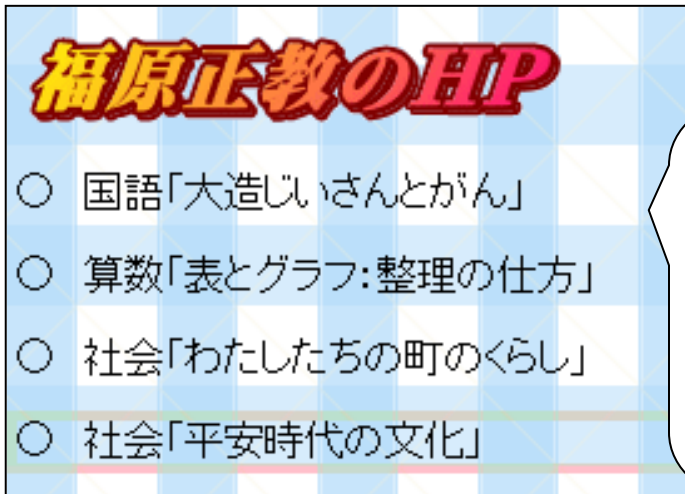 福原正教のHP
○ 国語「大造じいさんとがん」
○ 算数「表とグラフ:整理の仕方」
○ 社会「わたしたちの町のくらし」
○ 社会「平安時代の文化」